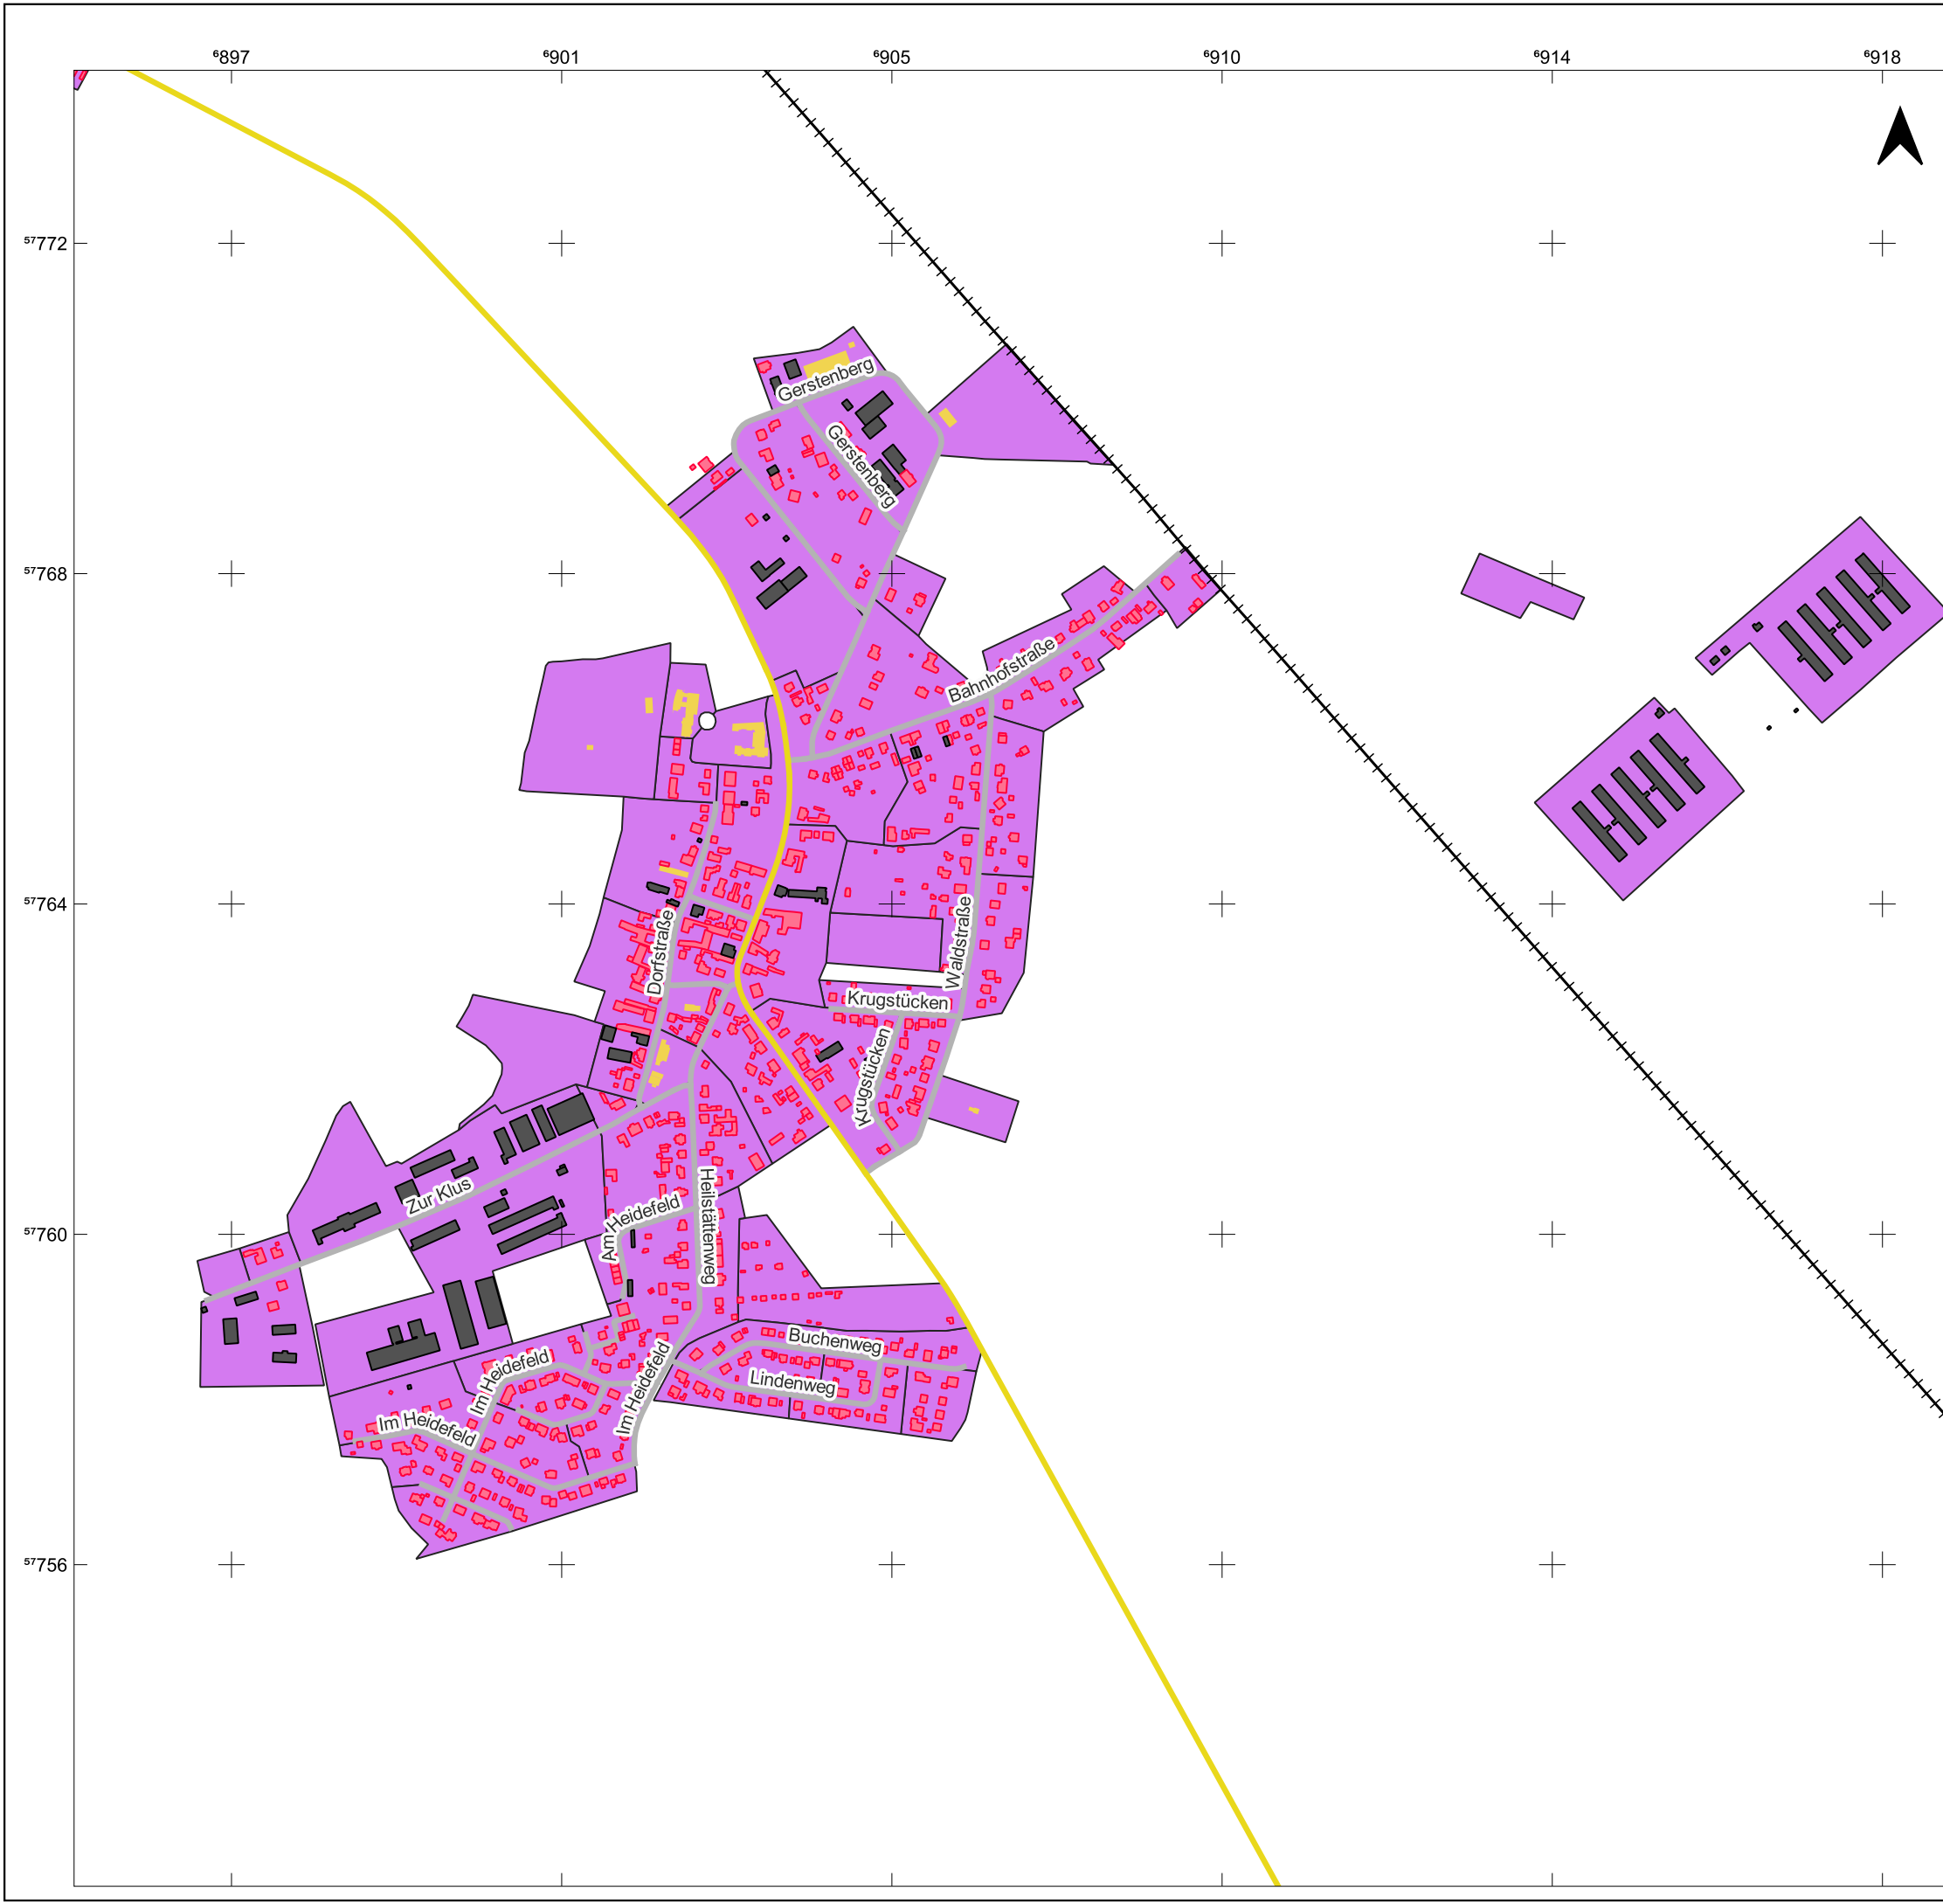 ⁶897 ⁶901 ⁶905 ⁶910 ⁶914 ⁶918
⁵⁷772
Gerstenberg
Gerstenberg
⁵⁷768
Bahnhofstraße
⁵⁷764
Dorfstraße
Waldstraße
Krugstücken
Krugstücken
Zur Klus
Heilstättenweg
Am Heidefeld
⁵⁷760
Buchenweg
Lindenweg
Im Heidefeld
Im Heidefeld
Im Heidefeld
⁵⁷756